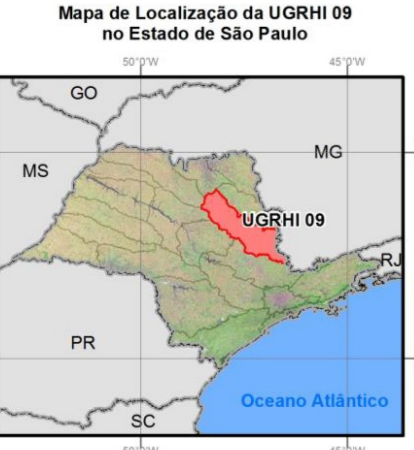 Mapa de Localização da UGRHI 09
no Estado de São Paulo
50°0'W
45°0'W
GO
MG
MS
UGRHI 09
RJ
PR
Oceano Atlântico
SC